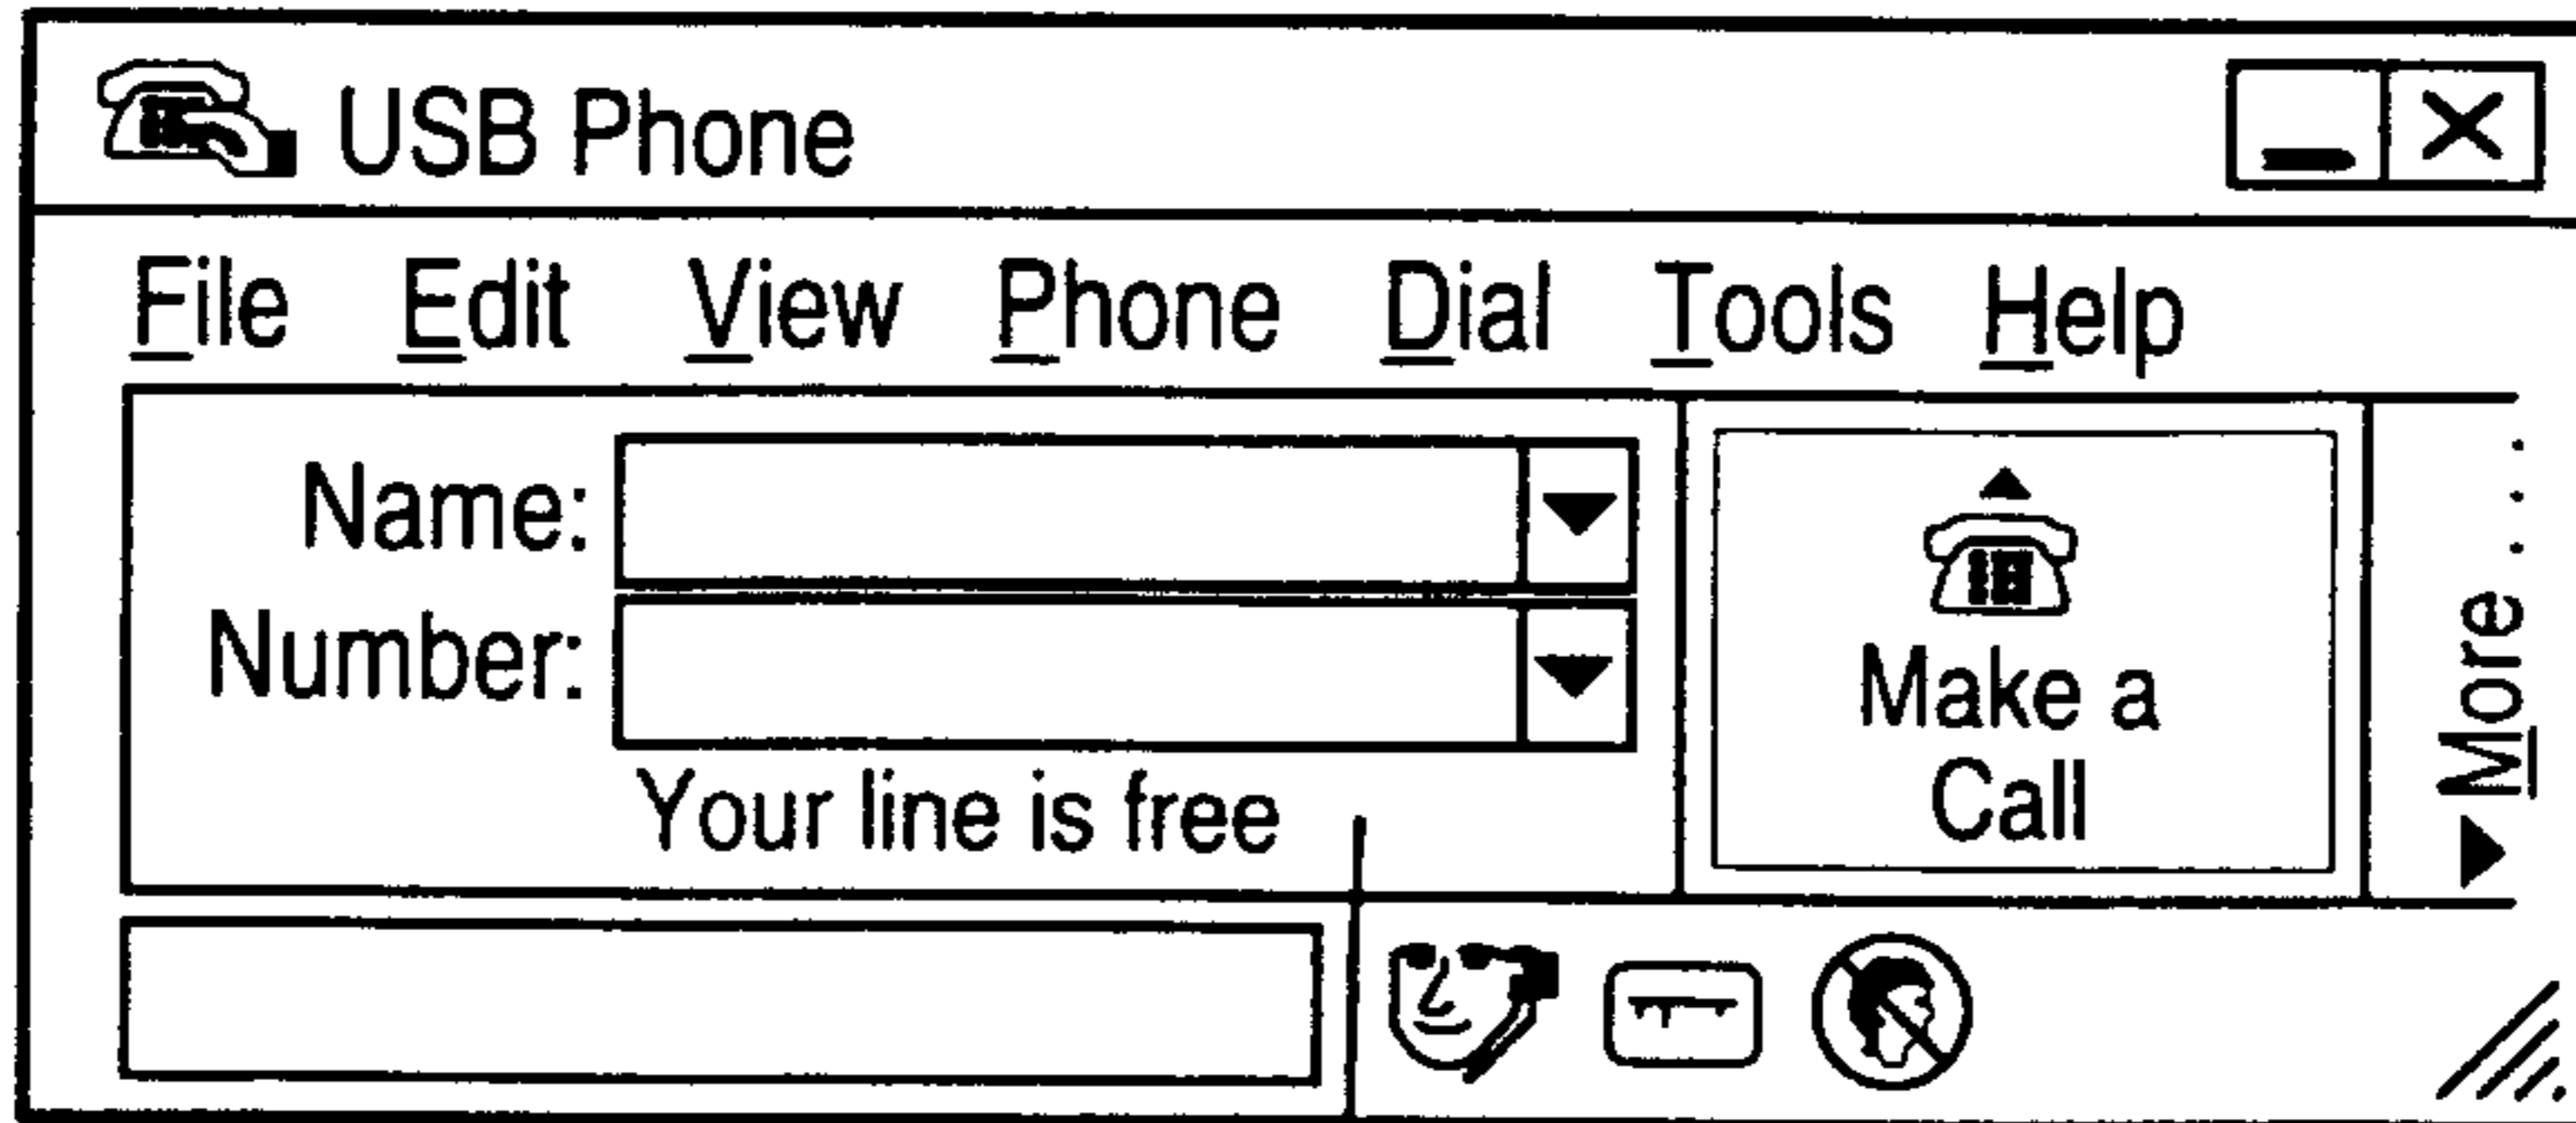 USB Phone
File Edit View Phone Dial Tools Help
Name:
Number:
Your line is free
Make a
Call
More ...